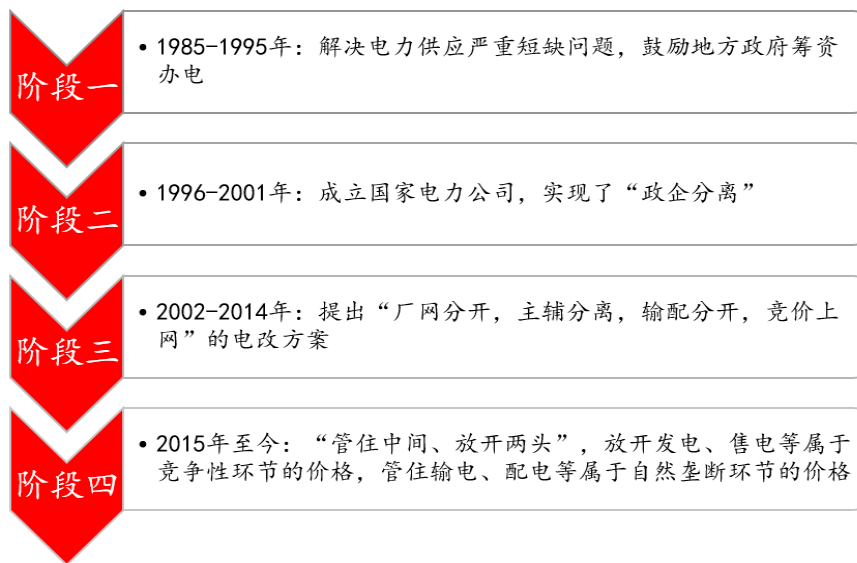 阶段一
• 1985-1995年：解决电力供应严重短缺问题，鼓励地方政府筹资
办电
阶段二
• 1996-2001年：成立国家电力公司，实现了“政企分离”
阶段三
• 2002-2014年：提出“厂网分开，主辅分离，输配分开，竞价上
网”的电改方案
阶段四
• 2015年至今：“管住中间、放开两头”，放开发电、售电等属于
竞争性环节的价格，管住输电、配电等属于自然垄断环节的价格